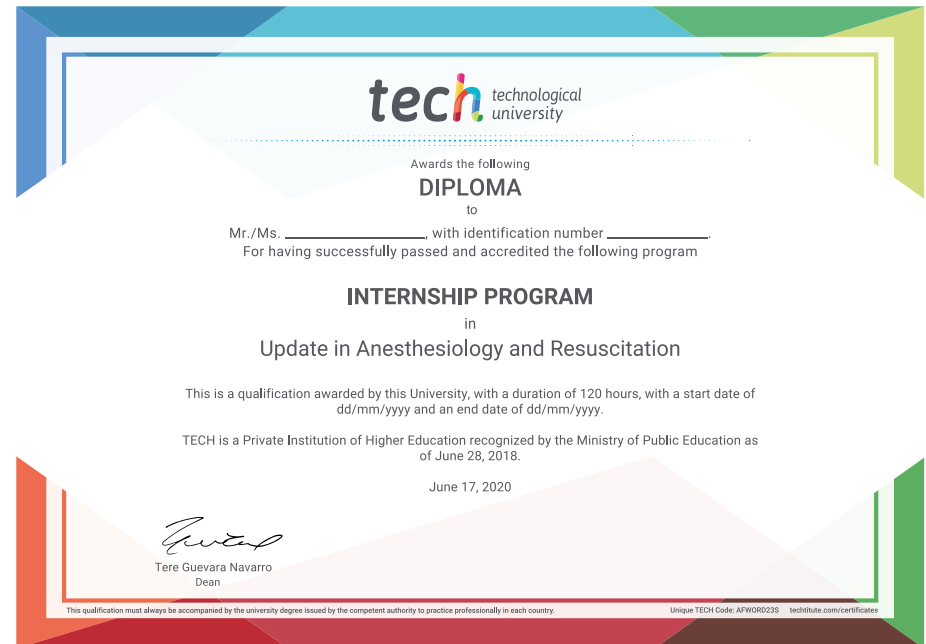 tech technological
university
Awards the following
DIPLOMA
to
Mr./Ms. ____________________, with identification number ______________.
For having successfully passed and accredited the following program
INTERNSHIP PROGRAM
in
Update in Anesthesiology and Resuscitation
This is a qualification awarded by this University, with a duration of 120 hours, with a start date of
dd/mm/yyyy and an end date of dd/mm/yyyy.
TECH is a Private Institution of Higher Education recognized by the Ministry of Public Education as
of June 28, 2018.
June 17, 2020
Tere Guevara Navarro
Dean
This qualification must always be accompanied by the university degree issued by the competent authority to practice professionally in each country.
Unique TECH Code: AFWORD23S techtitute.com/certificates